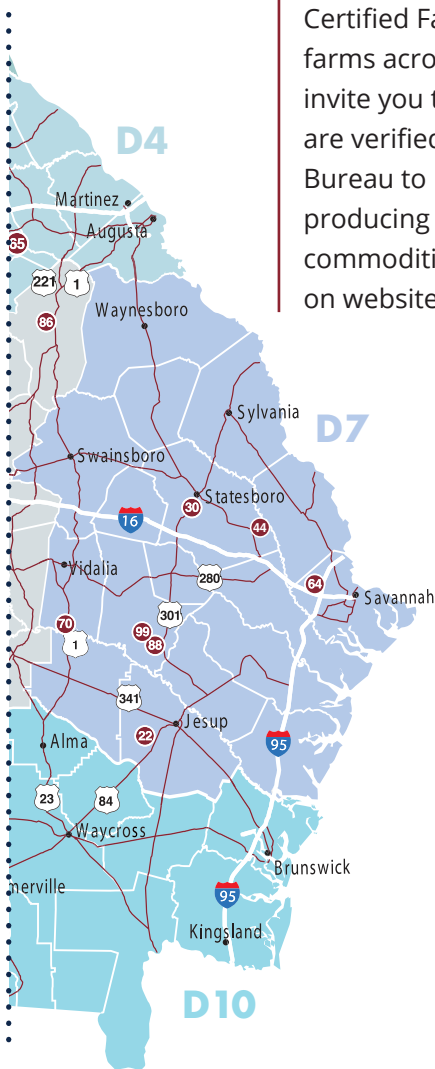 Certified Fa
farms acro
invite you t
are verified
Bureau to
producing
commoditi
on website
D4
Martinez
Augusta
65
221
1
86
Waynesboro
Sylvania
D7
Swainsboro
Statesboro
30
16
44
Vidalia
280
64
Savannah
301
70
99
1
88
341
Jesup
22
95
Alma
23
84
Waycross
Brunswick
merville
95
Kingsland
D10